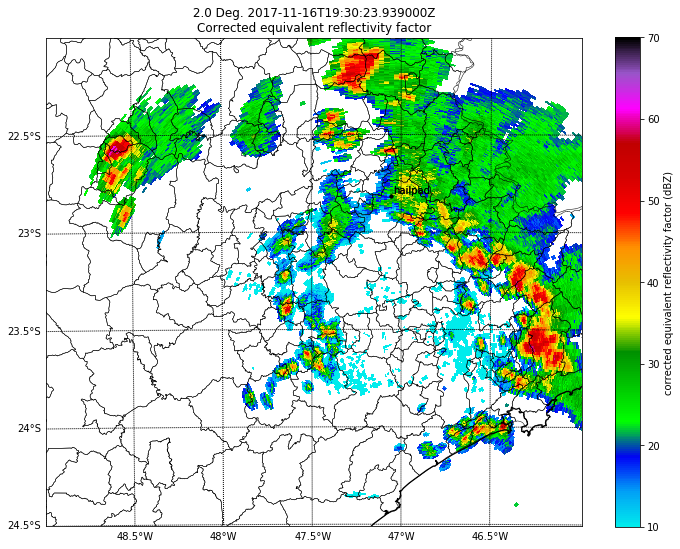 2.0 Deg. 2017-11-16T19:30:23.939000Z
Corrected equivalent reflectivity factor
70
60
50
40
30
20
10
corrected equivalent reflectivity factor (dBZ)
22.5°S
23°S
23.5°S
24°S
24.5°S
hailpad
48.5°W
48°W
47.5°W
47°W
46.5°W